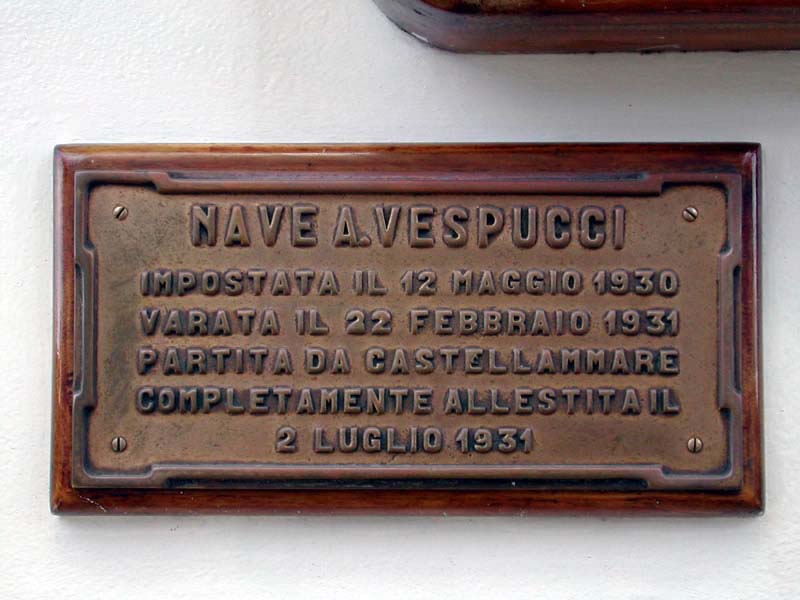 NAVE A. VESPUCCI
IMPOSTATA IL 12 MAGGIO 1930
VARATA IL 22 FEBBRAIO 1931
PARTITA DA CASTELLAMMARE
COMPLETAMENTE ALLESTITA IL
2 LUGLIO 1931